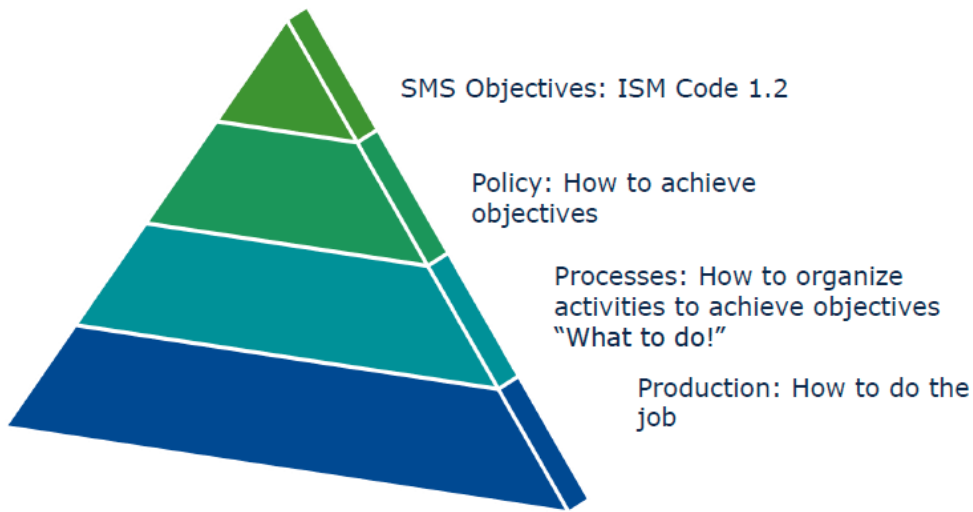 SMS Objectives: ISM Code 1.2
Policy: How to achieve
objectives
Processes: How to organize
activities to achieve objectives
“What to do!”
Production: How to do the
job